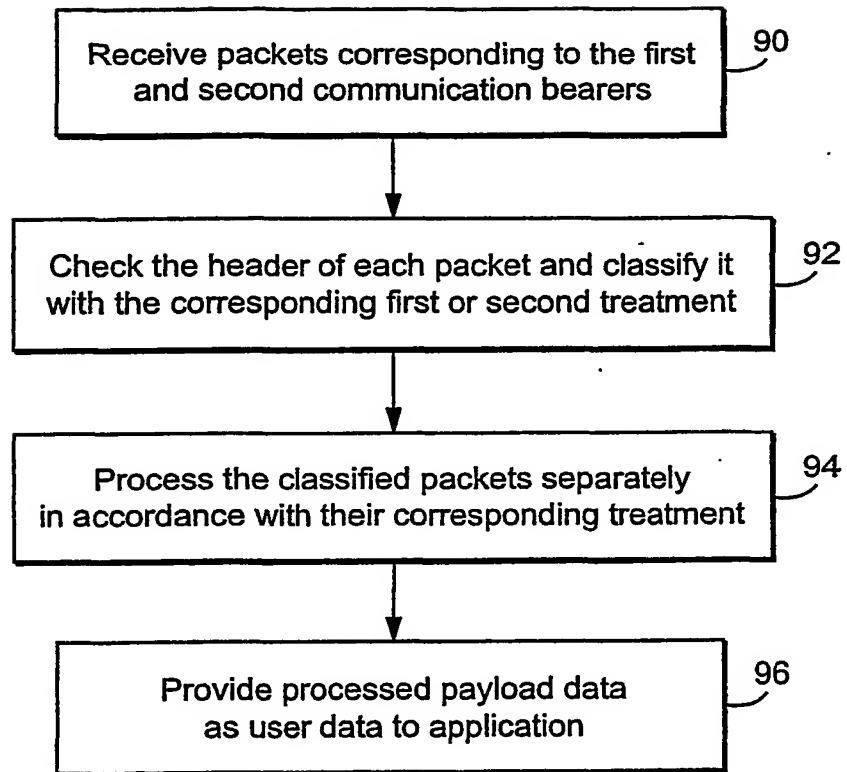 Receive packets corresponding to the first
and second communication bearers
90
Check the header of each packet and classify it
with the corresponding first or second treatment
92
Process the classified packets separately
in accordance with their corresponding treatment
94
Provide processed payload data
as user data to application
96